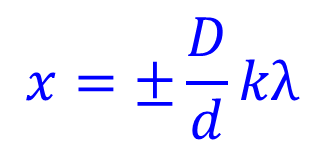 x = ± D/d kλ